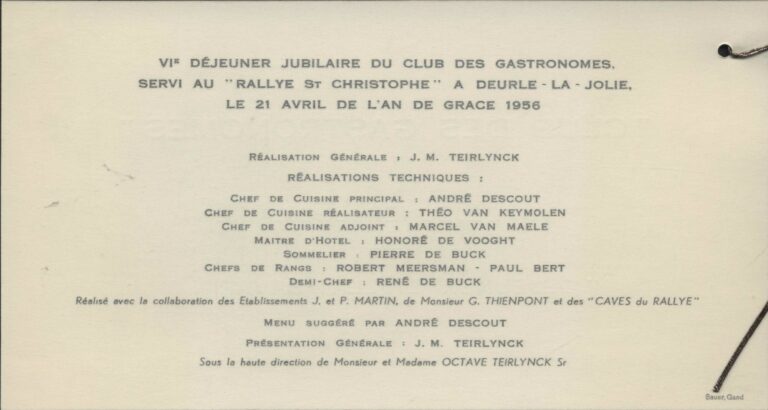 VIE DÉJEUNER JUBILAIRE DU CLUB DES GASTRONOMES,
SERVI AU "RALLYE ST CHRISTOPHE" A DEURLE - LA - JOLIE,
LE 21 AVRIL DE L'AN DE GRACE 1956
RÉALISATION GÉNÉRALE : J. M. TEIRLYNCK
RÉALISATIONS TECHNIQUES :
CHEF DE CUISINE PRINCIPAL : ANDRÉ DESCOUT
CHEF DE CUISINE RÉALISATEUR : THÉO VAN KEYMOLEN
CHEF DE CUISINE ADJOINT : MARCEL VAN MAELE
MAITRE D'HOTEL : HONORÉ DE VOOGHT
SOMMELIER : PIERRE DE BUCK
CHEFS DE RANGS : ROBERT MEERSMAN - PAUL BERT
DEMI-CHEF : RENÉ DE BUCK
Réalisé avec la collaboration des Etablissements J. et P. MARTIN, de Monsieur G. THIENPONT et des "CAVES du RALLYE"
MENU SUGGÉRÉ PAR ANDRÉ DESCOUT
PRÉSENTATION GÉNÉRALE : J. M. TEIRLYNCK
Sous la haute direction de Monsieur et Madame OCTAVE TEIRLYNCK Sr
Bauer, Gand